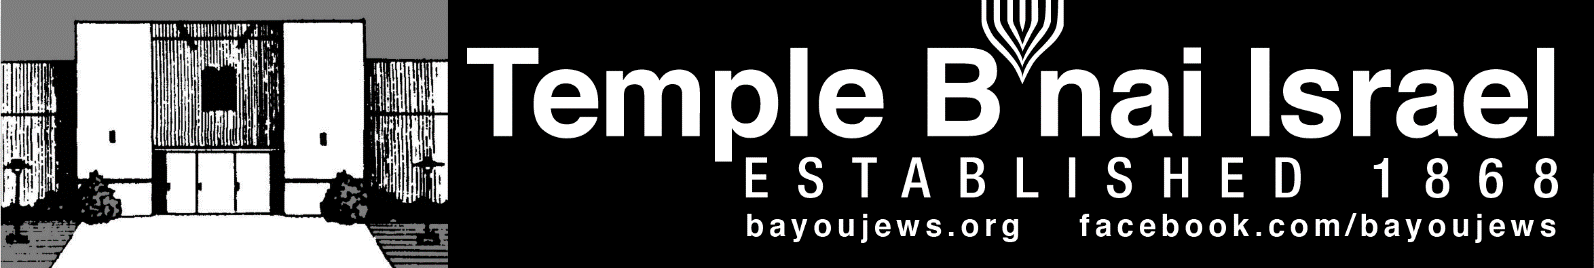 Temple B'nai Israel
ESTABLISHED 1868
bayoujews.org facebook.com/bayoujews